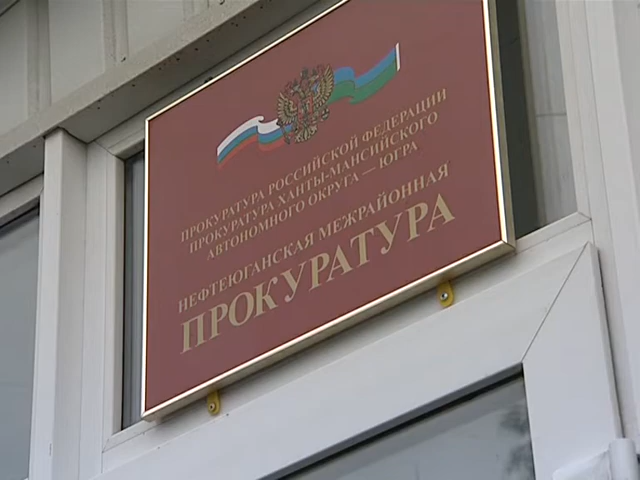 ПРОКУРАТУРА РОССИЙСКОЙ ФЕДЕРАЦИИ
ПРОКУРАТУРА ХАНТЫ-МАНСИЙСКОГО
АВТОНОМНОГО ОКРУГА — ЮГРА
НЕФТЕЮГАНСКАЯ МЕЖРАЙОННАЯ
ПРОКУРАТУРА